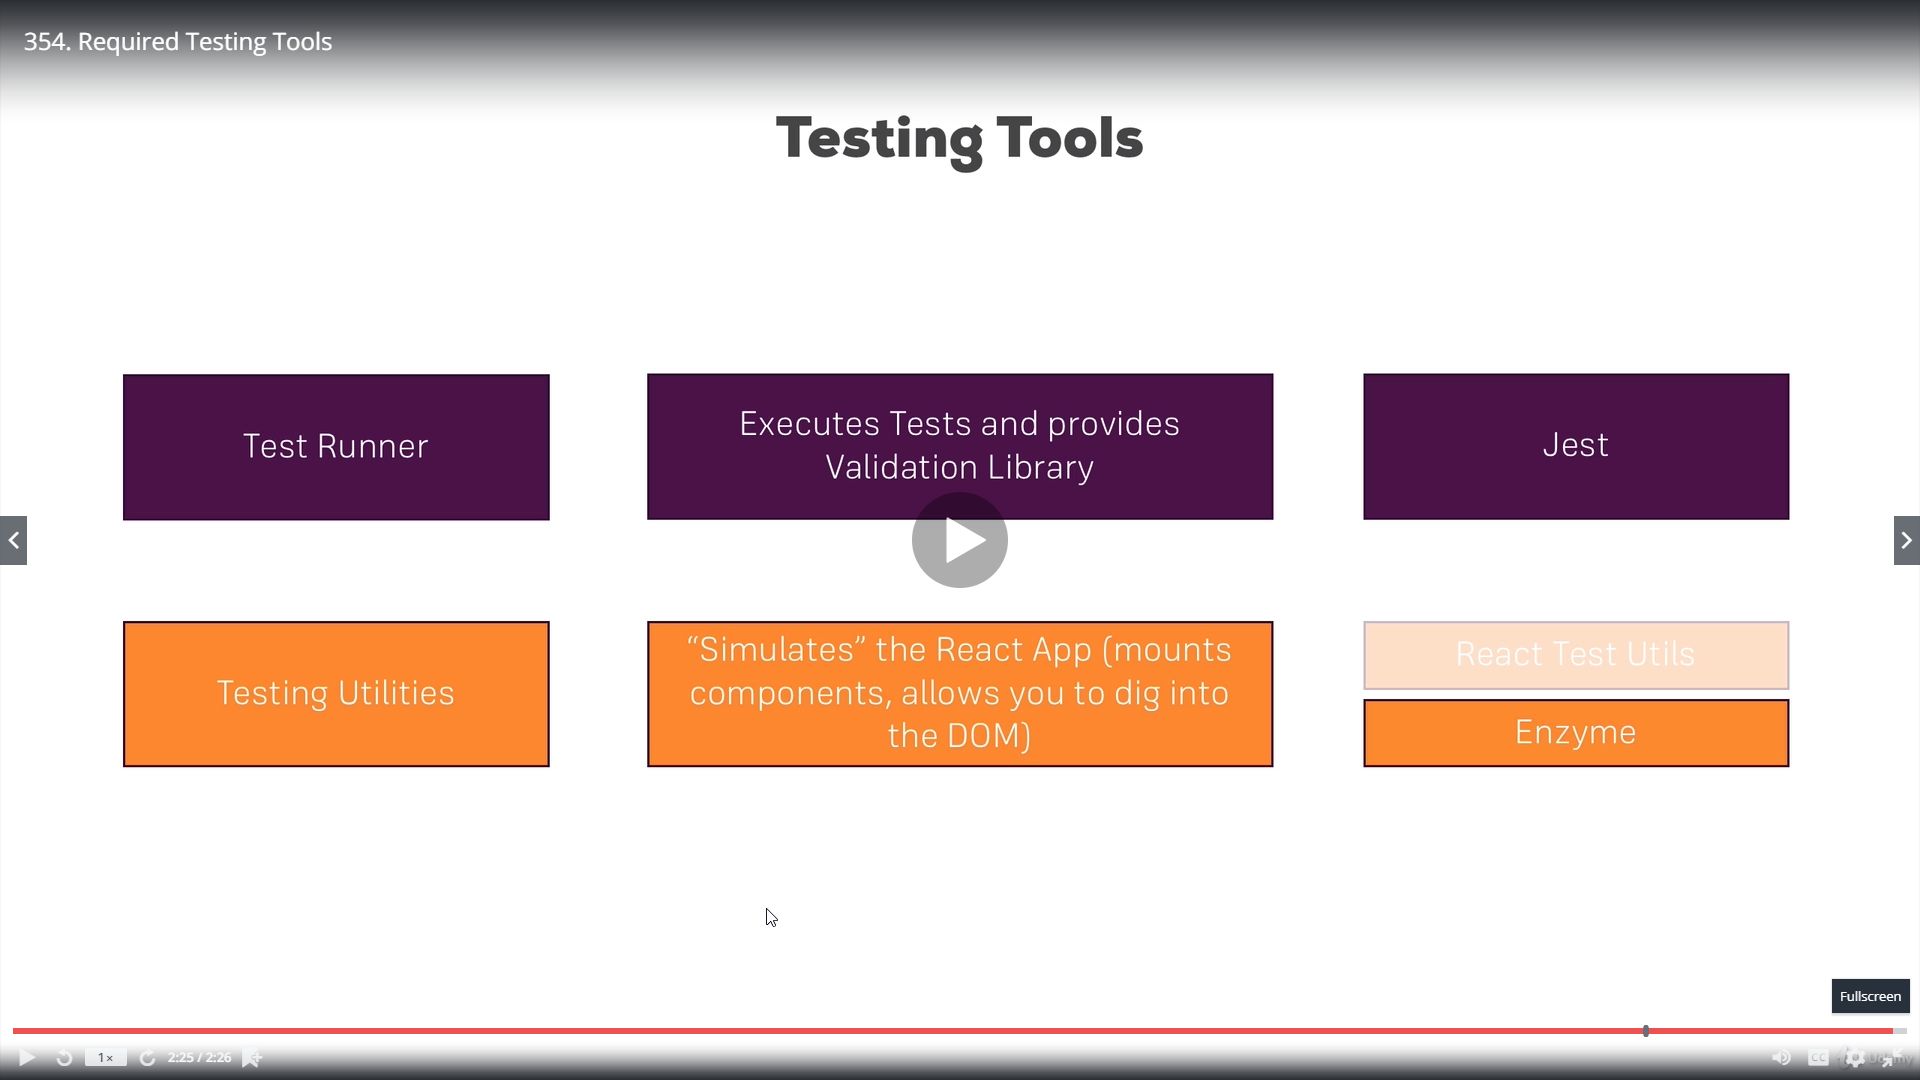 354. Required Testing Tools
Testing Tools
Test Runner
Executes Tests and provides
Validation Library
Jest
Testing Utilities
“Simulates” the React App (mounts
components, allows you to dig into
the DOM)
React Test Utils
Enzyme
Fullscreen
1×
2:25 / 2:26
CC